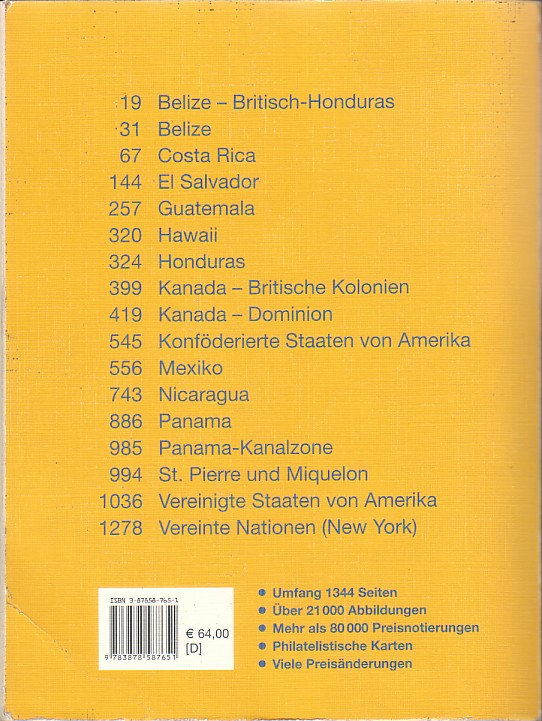 19 Belize – Britisch-Honduras
31 Belize
67 Costa Rica
144 El Salvador
257 Guatemala
320 Hawaii
324 Honduras
399 Kanada – Britische Kolonien
419 Kanada – Dominion
545 Konföderierte Staaten von Amerika
556 Mexiko
743 Nicaragua
886 Panama
985 Panama-Kanalzone
994 St. Pierre und Miquelon
1036 Vereinigte Staaten von Amerika
1278 Vereinte Nationen (New York)
ISBN 3-87858-765-1
9 783878 587651
€ 64,00
[D]
Umfang 1344 Seiten
Über 21 000 Abbildungen
Mehr als 80 000 Preisnotierungen
Philatelistische Karten
Viele Preisänderungen